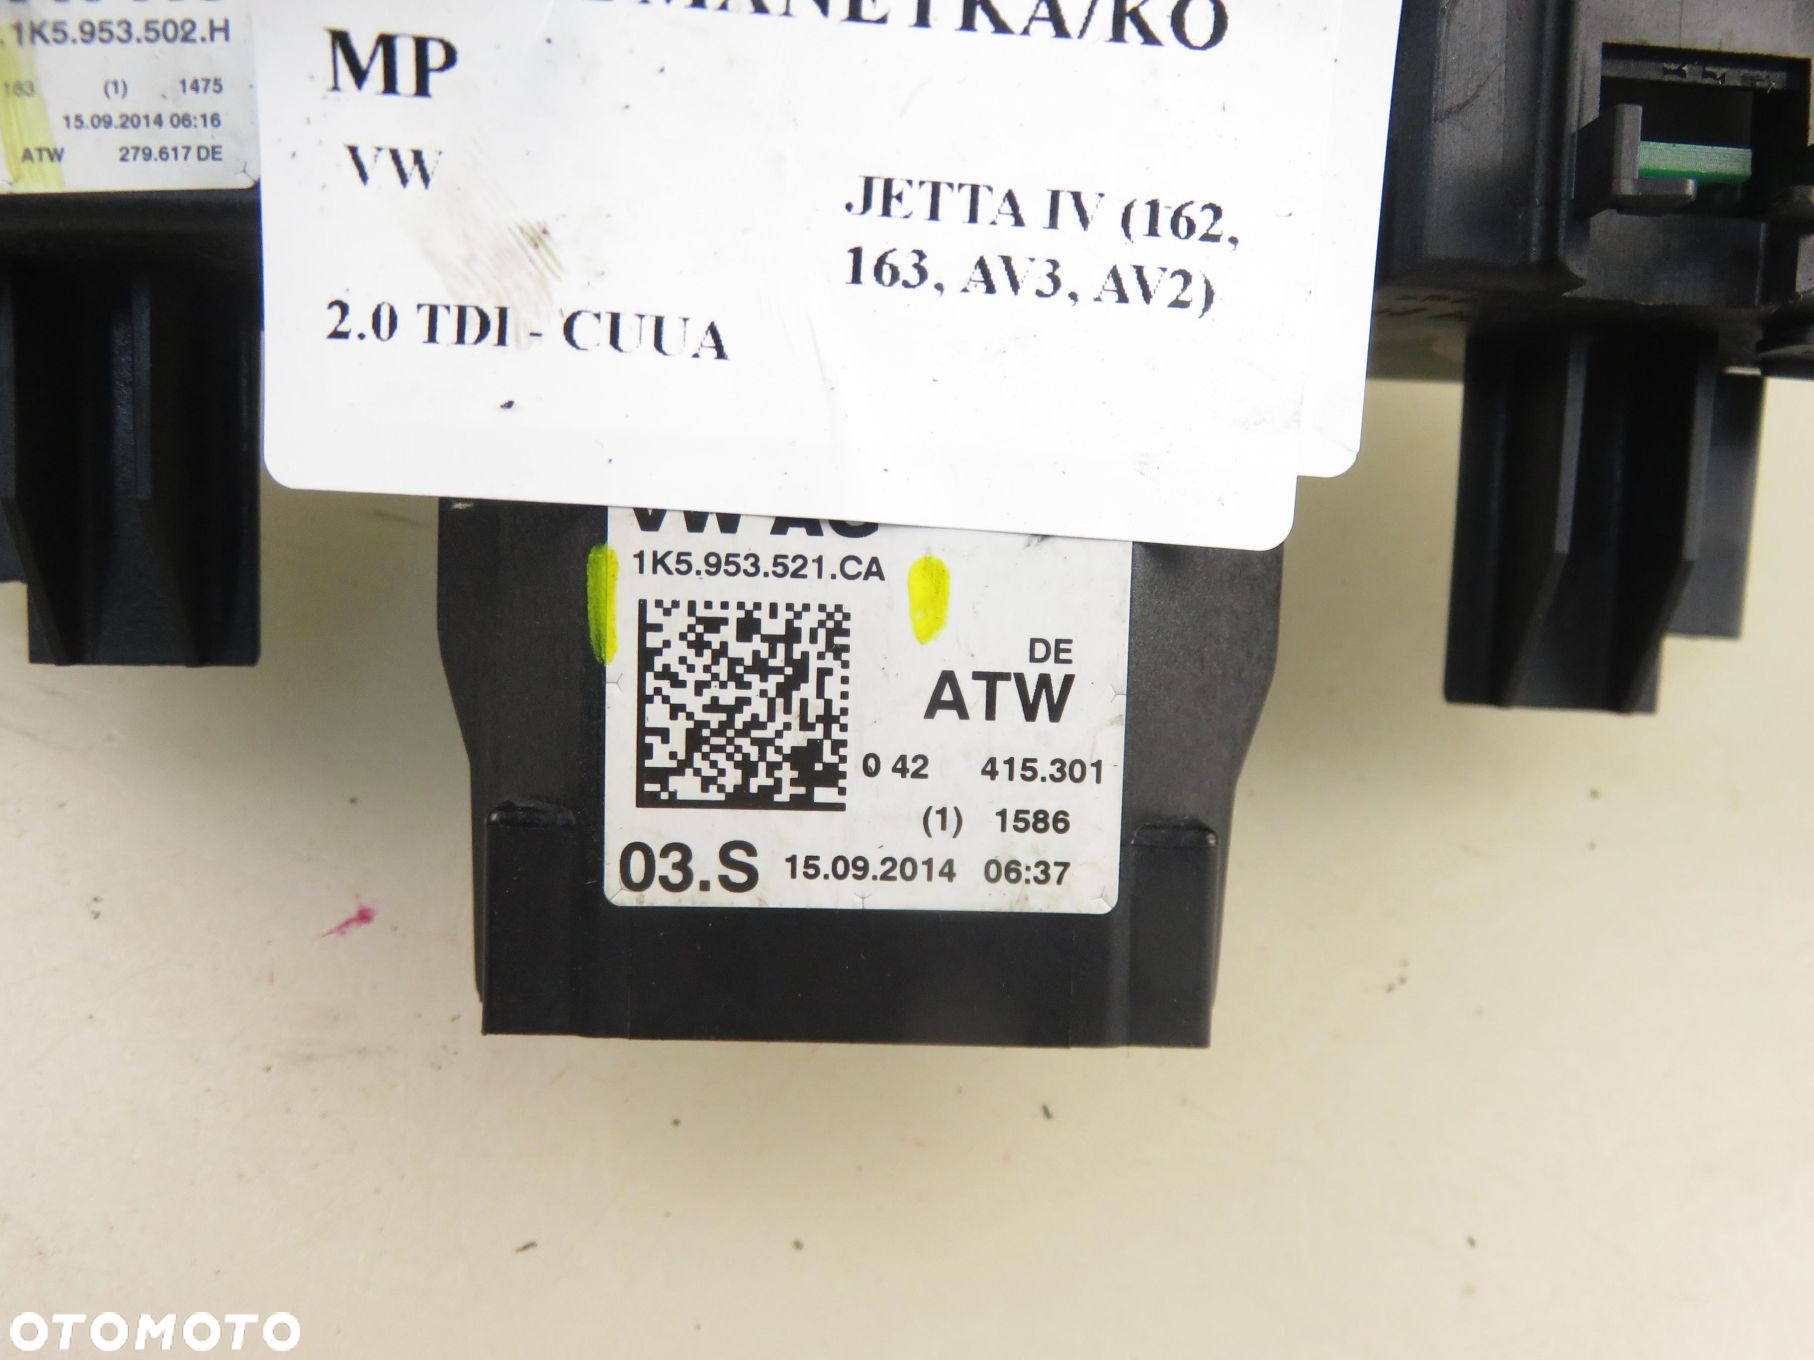 1K5.953.502.H
163 (1) 1475
15.09.2014 06:16
ATW 279.617 DE
MANETKA/KO
MP
VW
JETTA IV (162,
163, AV3, AV2)
2.0 TDI - CUUA
VW AG
1K5.953.521.CA
DE
ATW
0 42 415.301
(1) 1586
03.S 15.09.2014 06:37
OTOMOTO